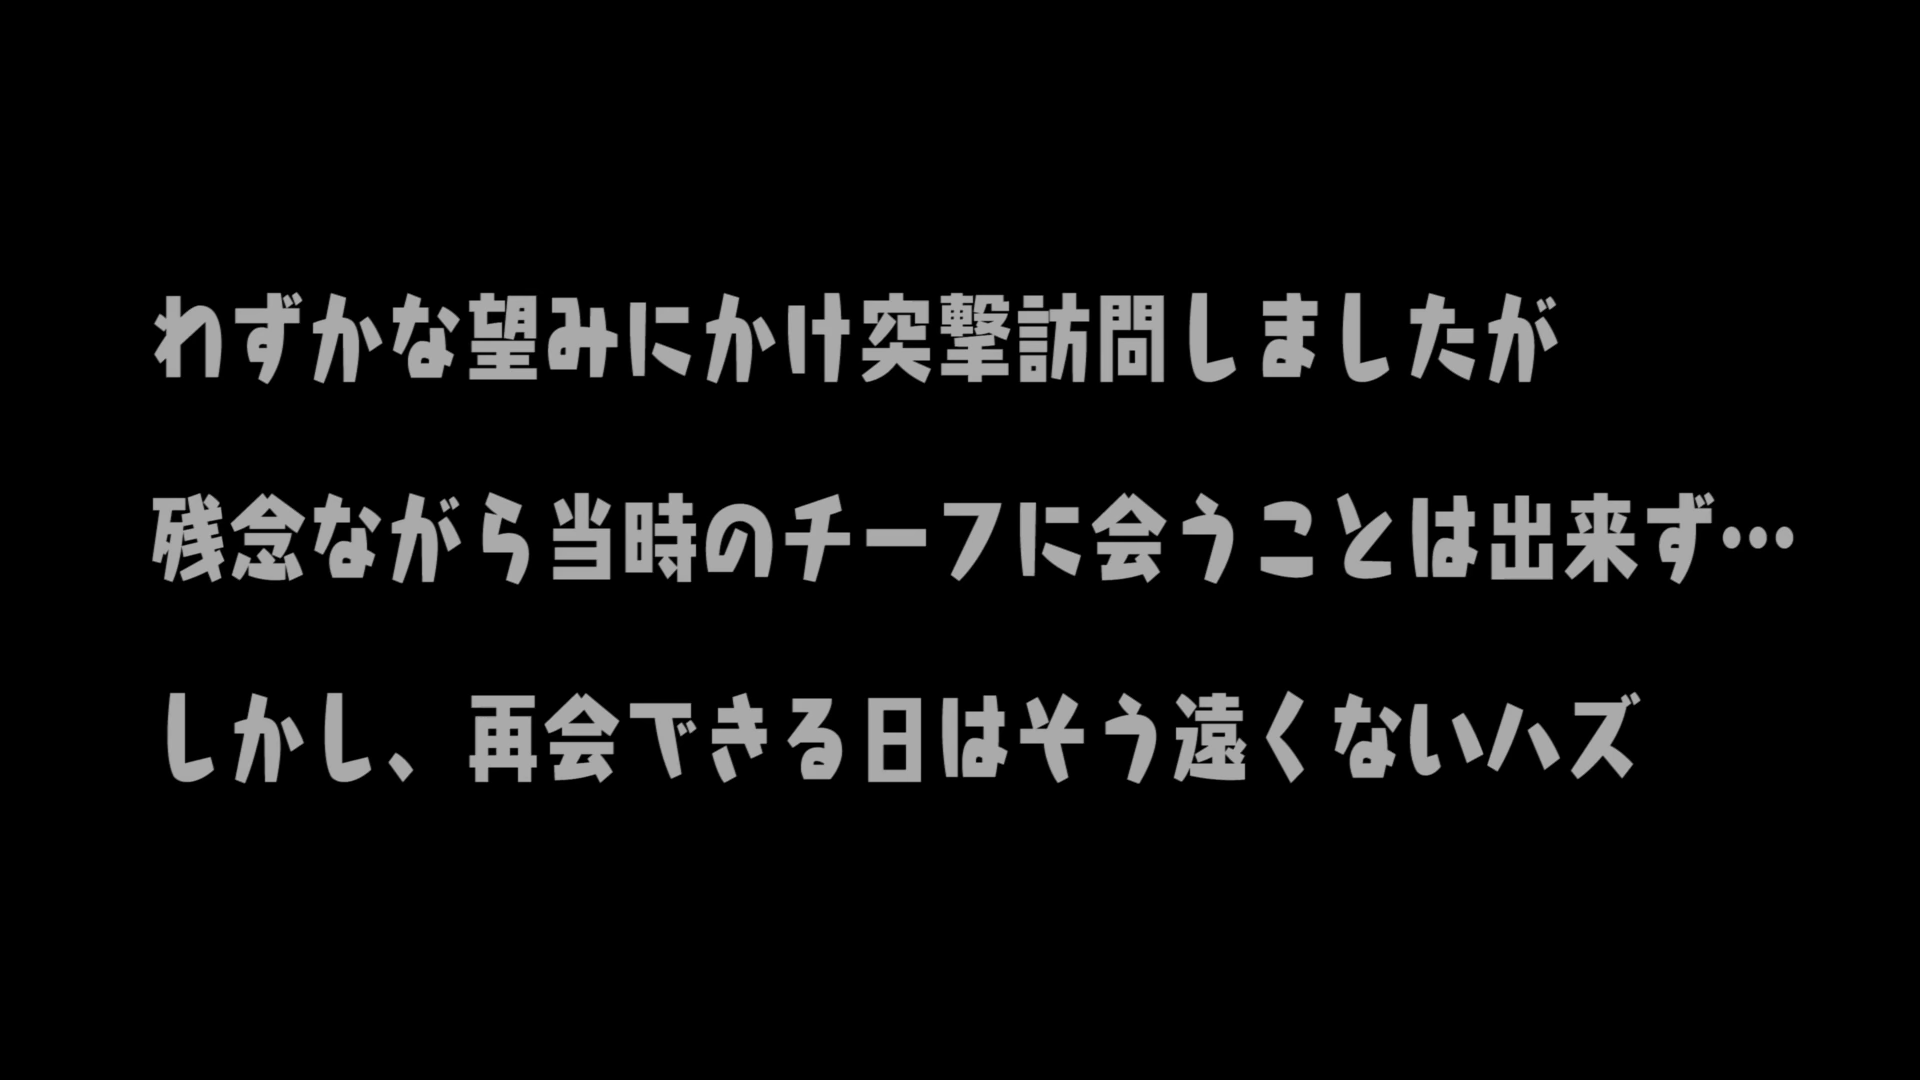 わずかな望みにかけ突撃訪問しましたが
残念ながら当時のチーフに会うことは出来ず…
しかし、再会できる日はそう遠くないハズ